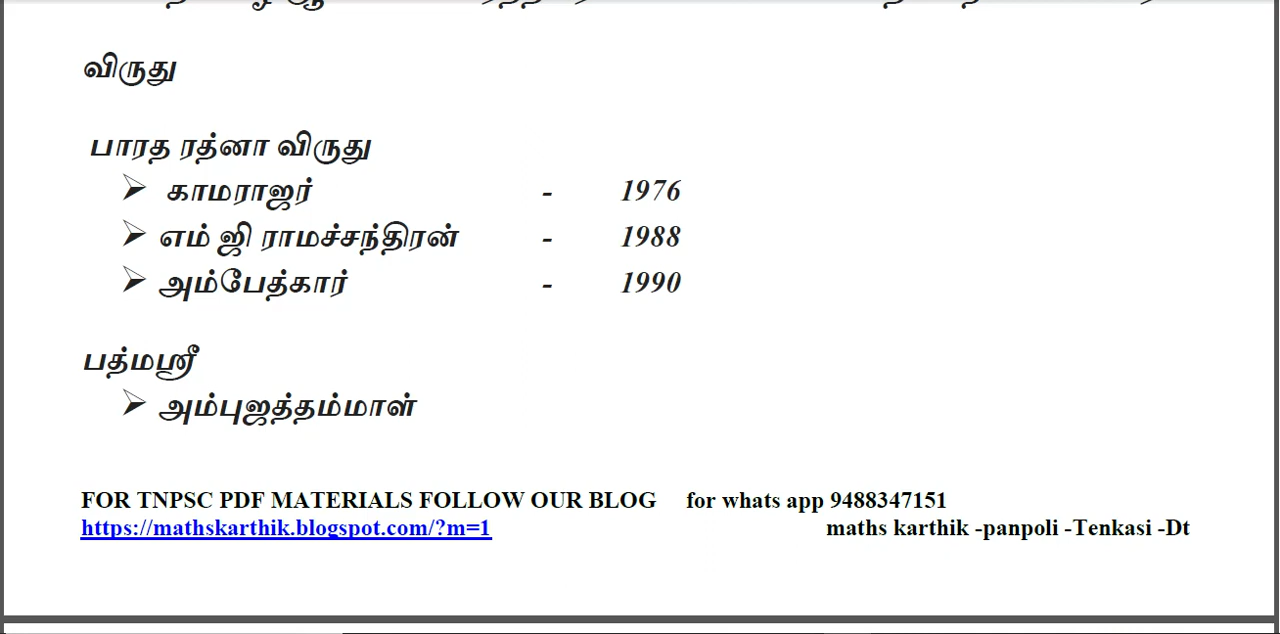 விருது
பாரத ரத்னா விருது
➢ காமராஜர் - 1976
➢ எம் ஜி ராமச்சந்திரன் - 1988
➢ அம்பேத்கார் - 1990
பத்மஸ்ரீ
➢ அம்புஜத்தம்மாள்
FOR TNPSC PDF MATERIALS FOLLOW OUR BLOG for whats app 9488347151
https://mathskarthik.blogspot.com/?m=1 maths karthik -panpoli -Tenkasi -Dt